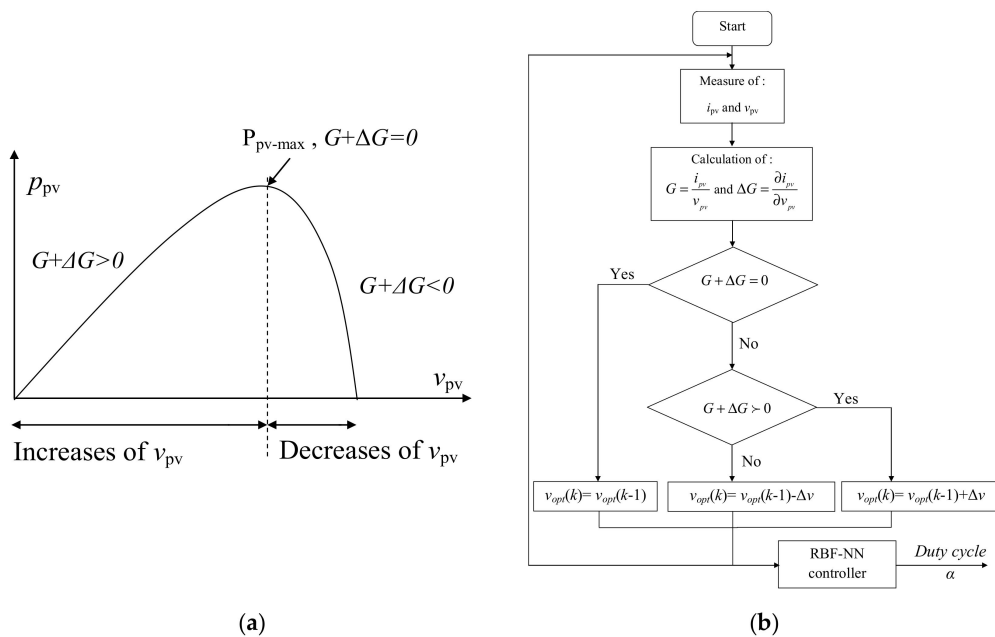 P_pv-max , G+ΔG=0
p_pv
G+ΔG>0
G+ΔG<0
v_pv
Increases of v_pv
Decreases of v_pv
(a)
Start
Measure of :
i_pv and v_pv
Calculation of :
G = i_pv / v_pv and ΔG = ∂i_pv / ∂v_pv
Yes
G + ΔG = 0
No
Yes
G + ΔG ≻ 0
No
v_opt(k)= v_opt(k-1)
v_opt(k)= v_opt(k-1)-Δv
v_opt(k)= v_opt(k-1)+Δv
RBF-NN
controller
Duty cycle
α
(b)